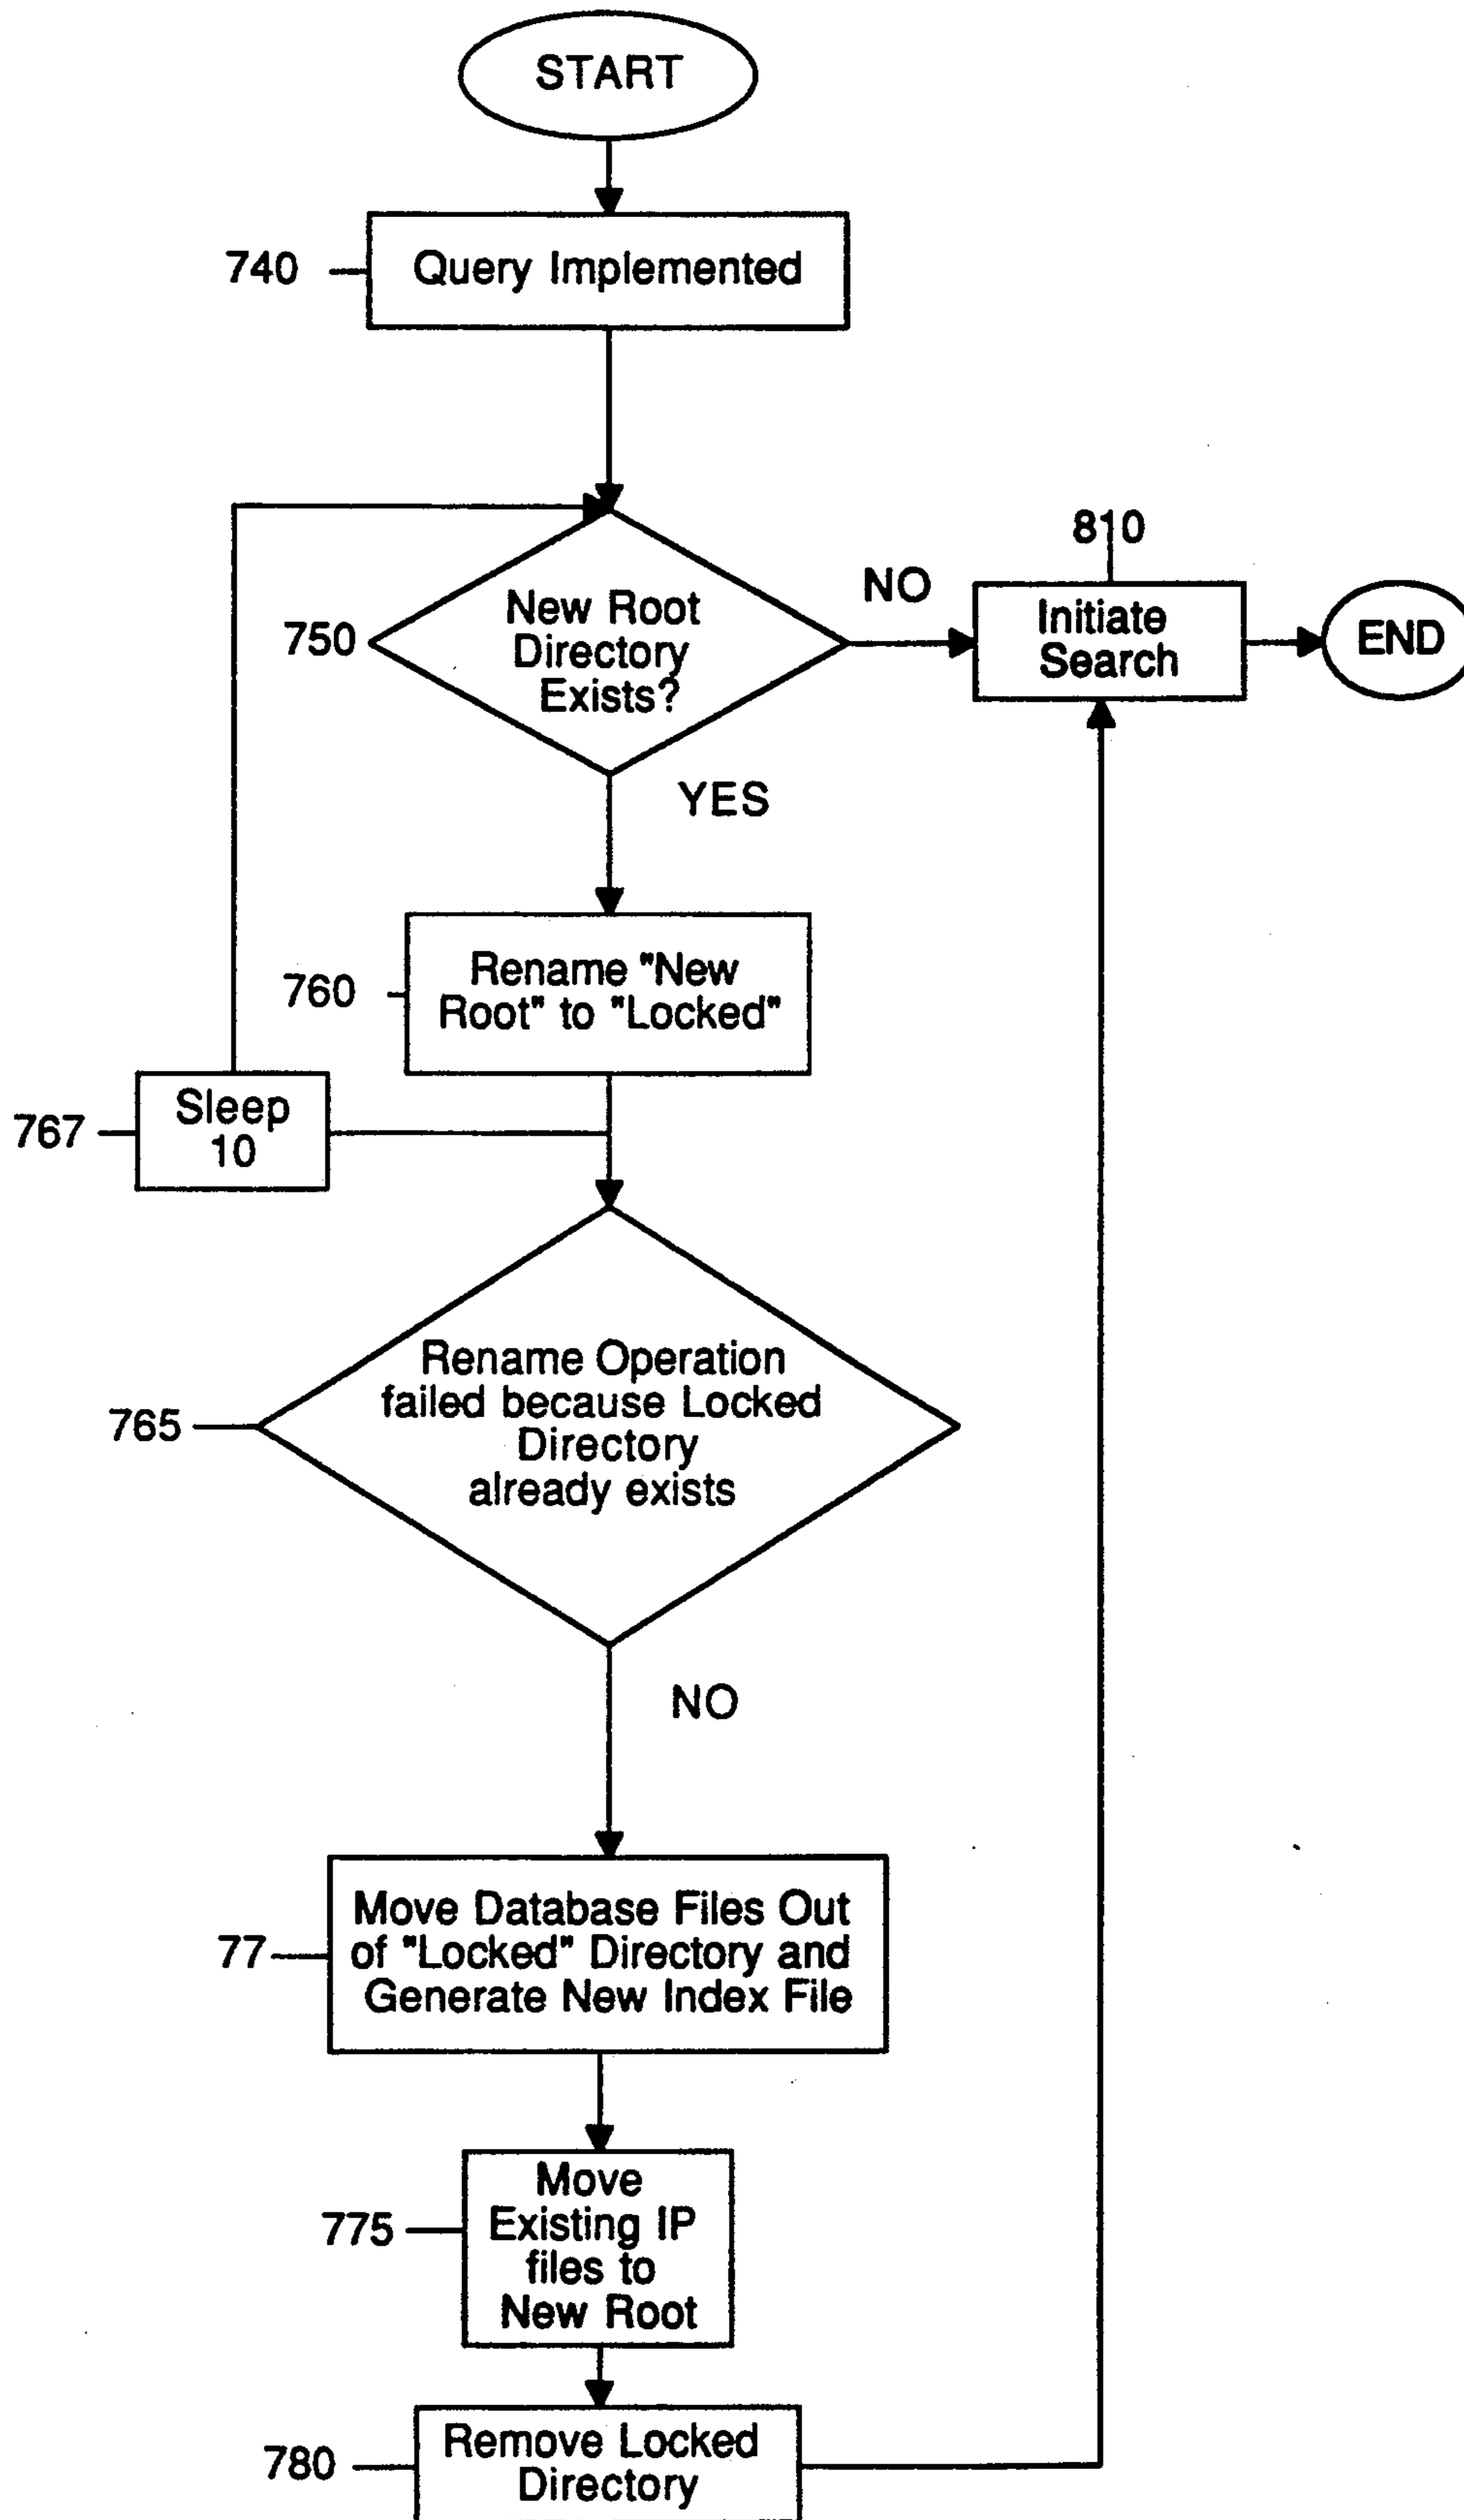 START
740
Query Implemented
750
New Root
Directory
Exists?
NO
810
Initiate
Search
END
YES
760
Rename "New
Root" to "Locked"
767
Sleep
10
765
Rename Operation
failed because Locked
Directory
already exists
NO
77
Move Database Files Out
of "Locked" Directory and
Generate New Index File
775
Move
Existing IP
files to
New Root
780
Remove Locked
Directory